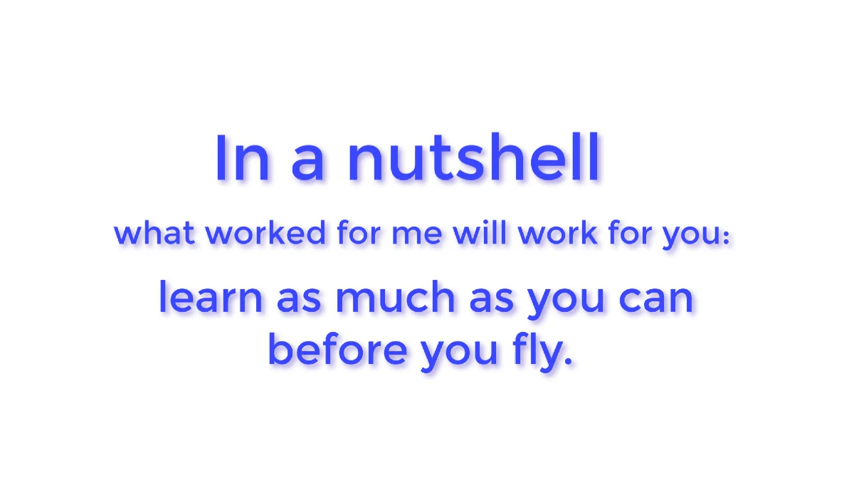 In a nutshell
what worked for me will work for you:
learn as much as you can
before you fly.